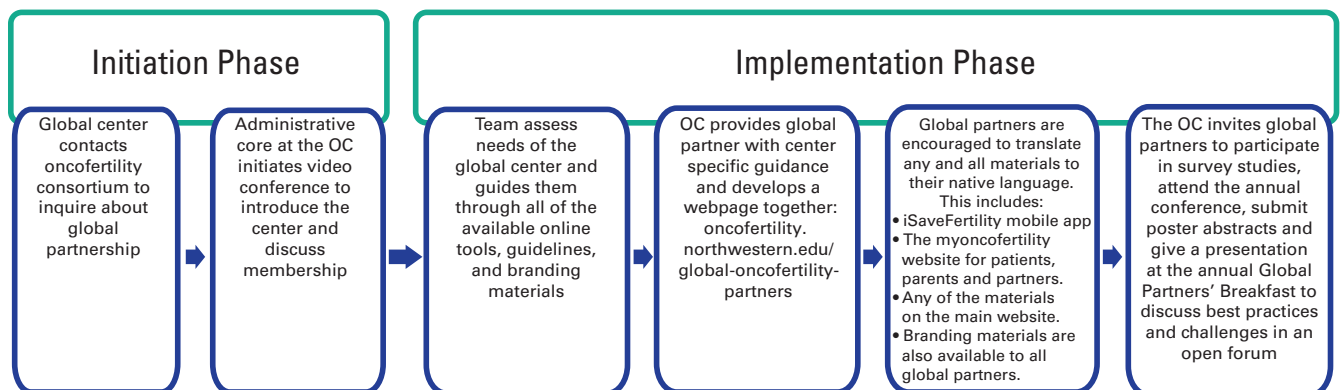 Initiation Phase
Implementation Phase
Global center
contacts
oncofertility
consortium to
inquire about
global
partnership
Administrative
core at the OC
initiates video
conference to
introduce the
center and
discuss
membership
Team assess
needs of the
global center and
guides them
through all of the
available online
tools, guidelines,
and branding
materials
OC provides global
partner with center
specific guidance
and develops a
webpage together:
oncofertility.
northwestern.edu/
global-oncofertility-
partners
Global partners are
encouraged to translate
any and all materials to
their native language.
This includes:
• iSaveFertility mobile app
• The myoncofertility
website for patients,
parents and partners.
• Any of the materials
on the main website.
• Branding materials are
also available to all
global partners.
The OC invites global
partners to participate
in survey studies,
attend the annual
conference, submit
poster abstracts and
give a presentation
at the annual Global
Partners’ Breakfast to
discuss best practices
and challenges in an
open forum